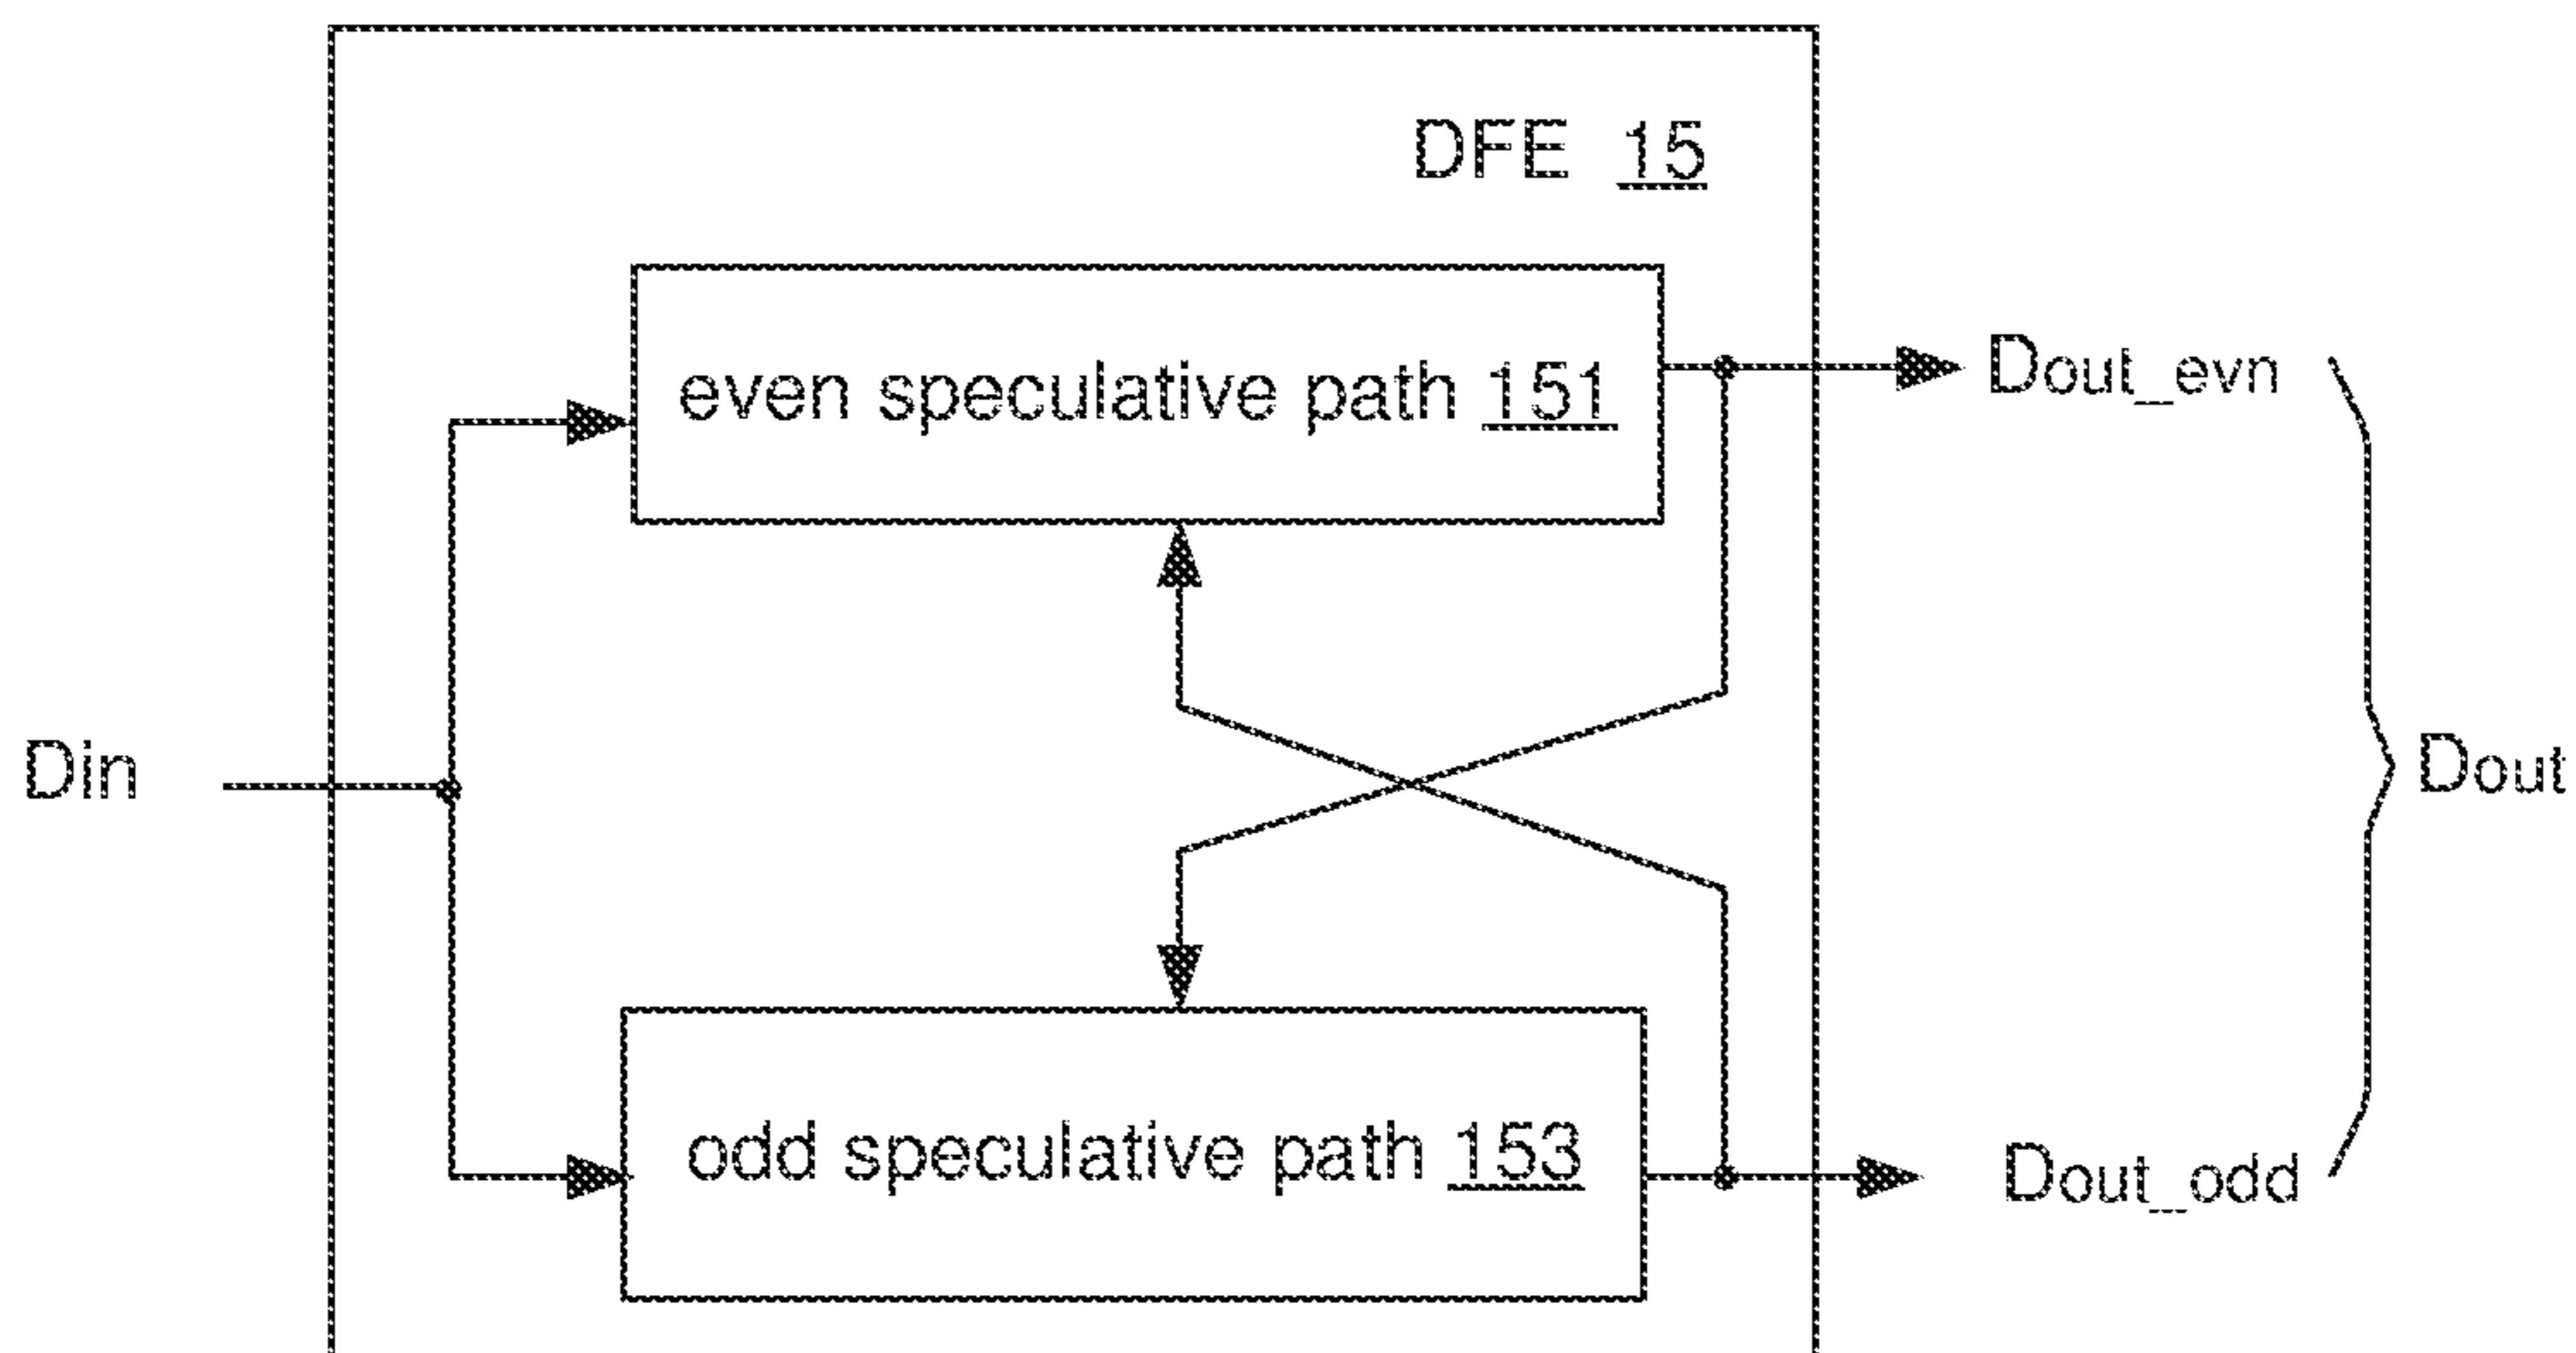 DFE 15
even speculative path 151
Dout_evn
Din
Dout
odd speculative path 153
Dout_odd